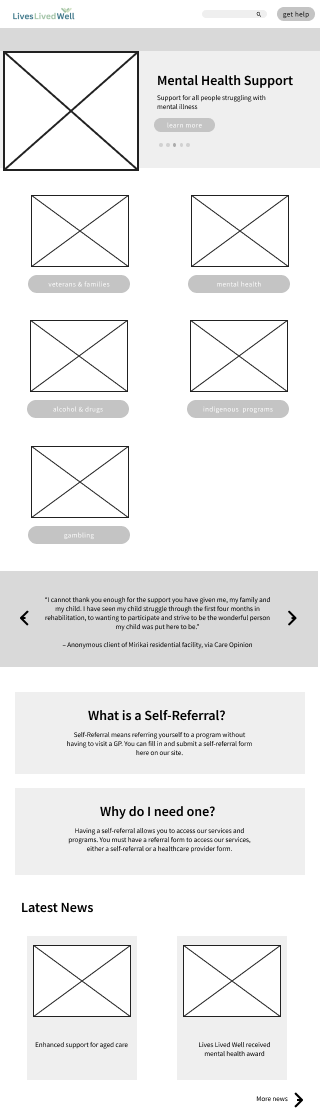 LivesLivedWell
get help
Mental Health Support
Support for all people struggling with
mental illness
learn more
veterans & families
mental health
alcohol & drugs
indigenous programs
gambling
"I cannot thank you enough for the support you have given me, my family and
my child. I have seen my child struggle through the first four months in
rehabilitation, to wanting to participate and strive to be the wonderful person
my child was put here to be."
– Anonymous client of Mirikai residential facility, via Care Opinion
What is a Self-Referral?
Self-Referral means referring yourself to a program without
having to visit a GP. You can fill in and submit a self-referral form
here on our site.
Why do I need one?
Having a self-referral allows you to access our services and
programs. You must have a referral form to access our services,
either a self-referral or a healthcare provider form.
Latest News
Enhanced support for aged care
Lives Lived Well received
mental health award
More news